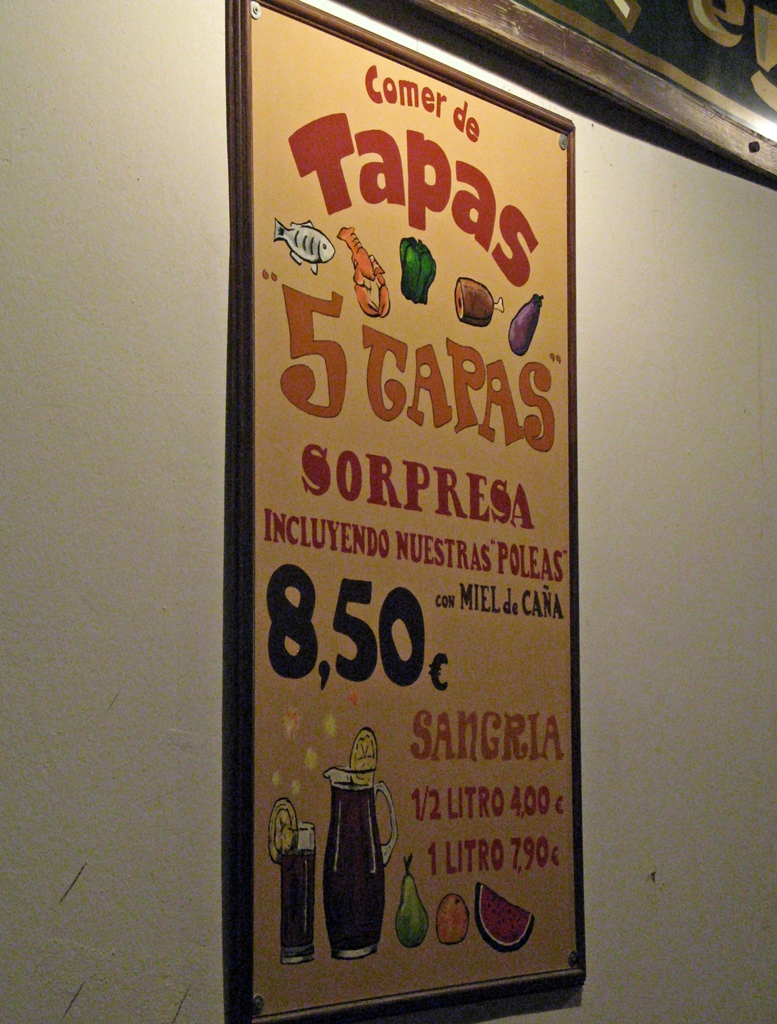 Comer de
Tapas
"5 TAPAS"
SORPRESA
INCLUYENDO NUESTRAS "POLEAS"
con MIEL de CAÑA
8,50 €
SANGRIA
1/2 LITRO 4,00 €
1 LITRO 7,90 €